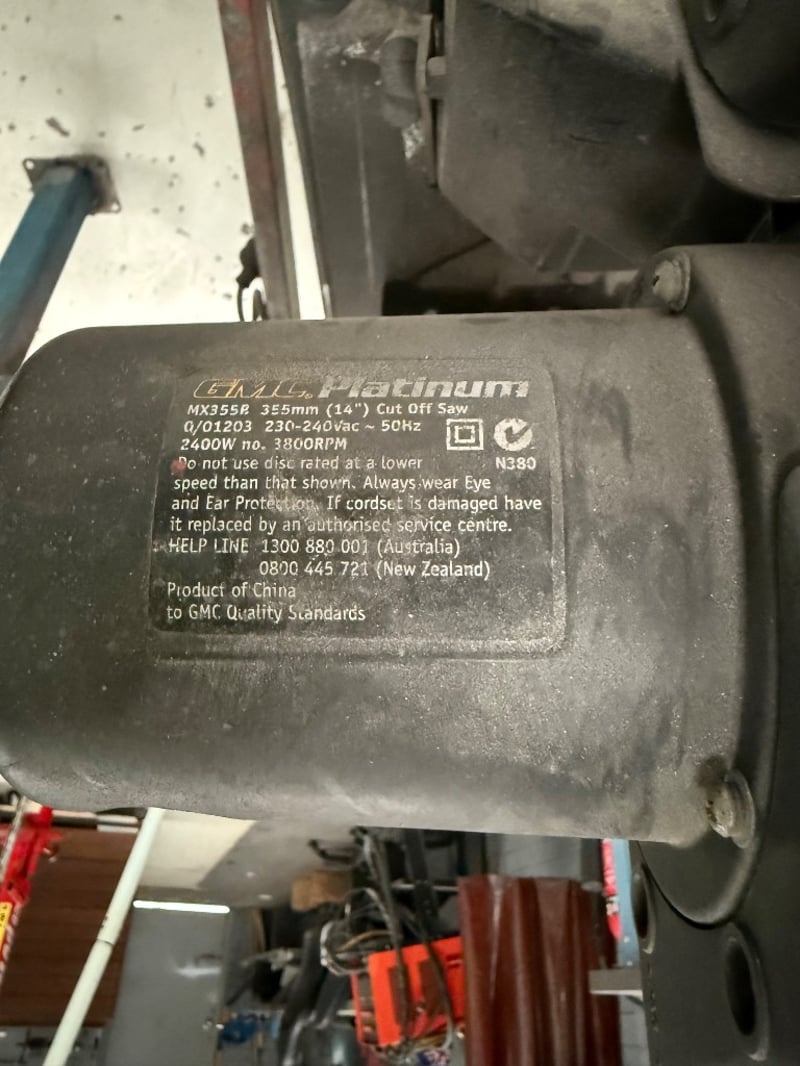 GMC Platinum
MX355R 355mm (14") Cut Off Saw
Q/01203 230-240Vac ~ 50Hz
2400W no. 3800RPM
N380
Do not use disc rated at a lower
speed than that shown. Always wear Eye
and Ear Protection. If cordset is damaged have
it replaced by an authorised service centre.
HELP LINE 1300 880 001 (Australia)
0800 445 721 (New Zealand)
Product of China
to GMC Quality Standards